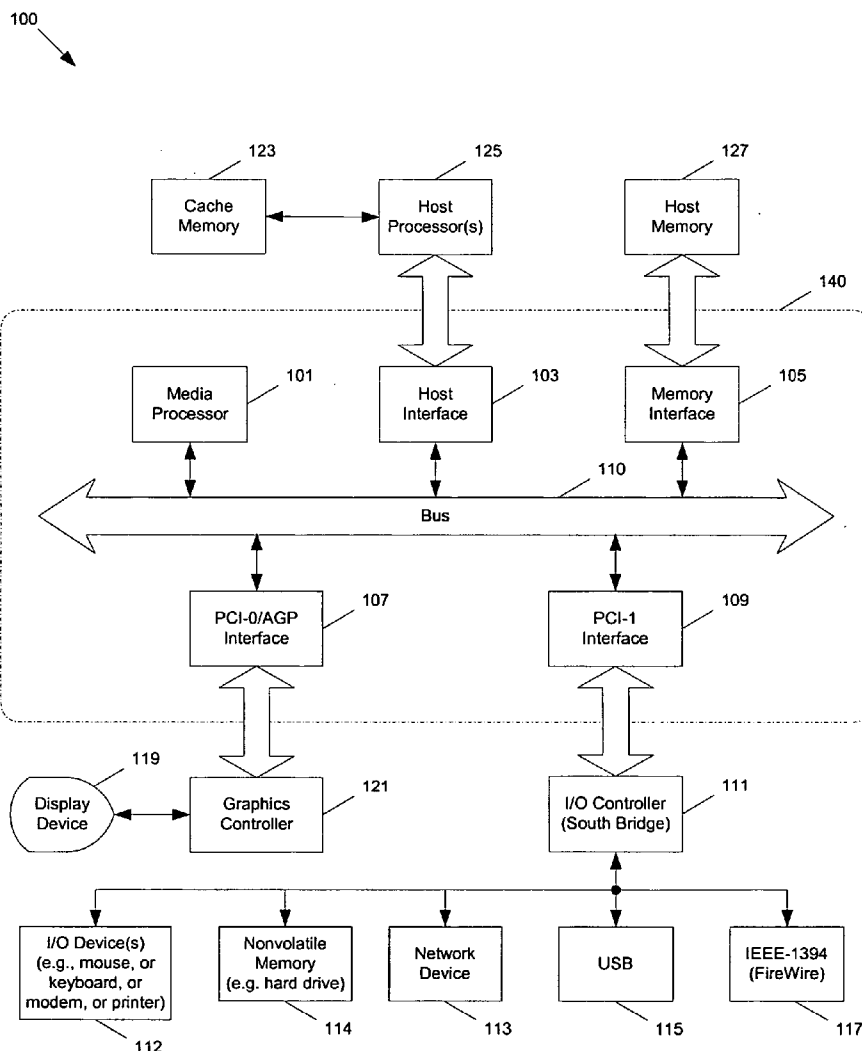 100
123
125
127
Cache
Memory
Host
Processor(s)
Host
Memory
140
101
103
105
Media
Processor
Host
Interface
Memory
Interface
110
Bus
107
109
PCI-0/AGP
Interface
PCI-1
Interface
119
121
111
Display
Device
Graphics
Controller
I/O Controller
(South Bridge)
I/O Device(s)
(e.g., mouse, or
keyboard, or
modem, or printer)
Nonvolatile
Memory
(e.g. hard drive)
Network
Device
USB
IEEE-1394
(FireWire)
112
114
113
115
117